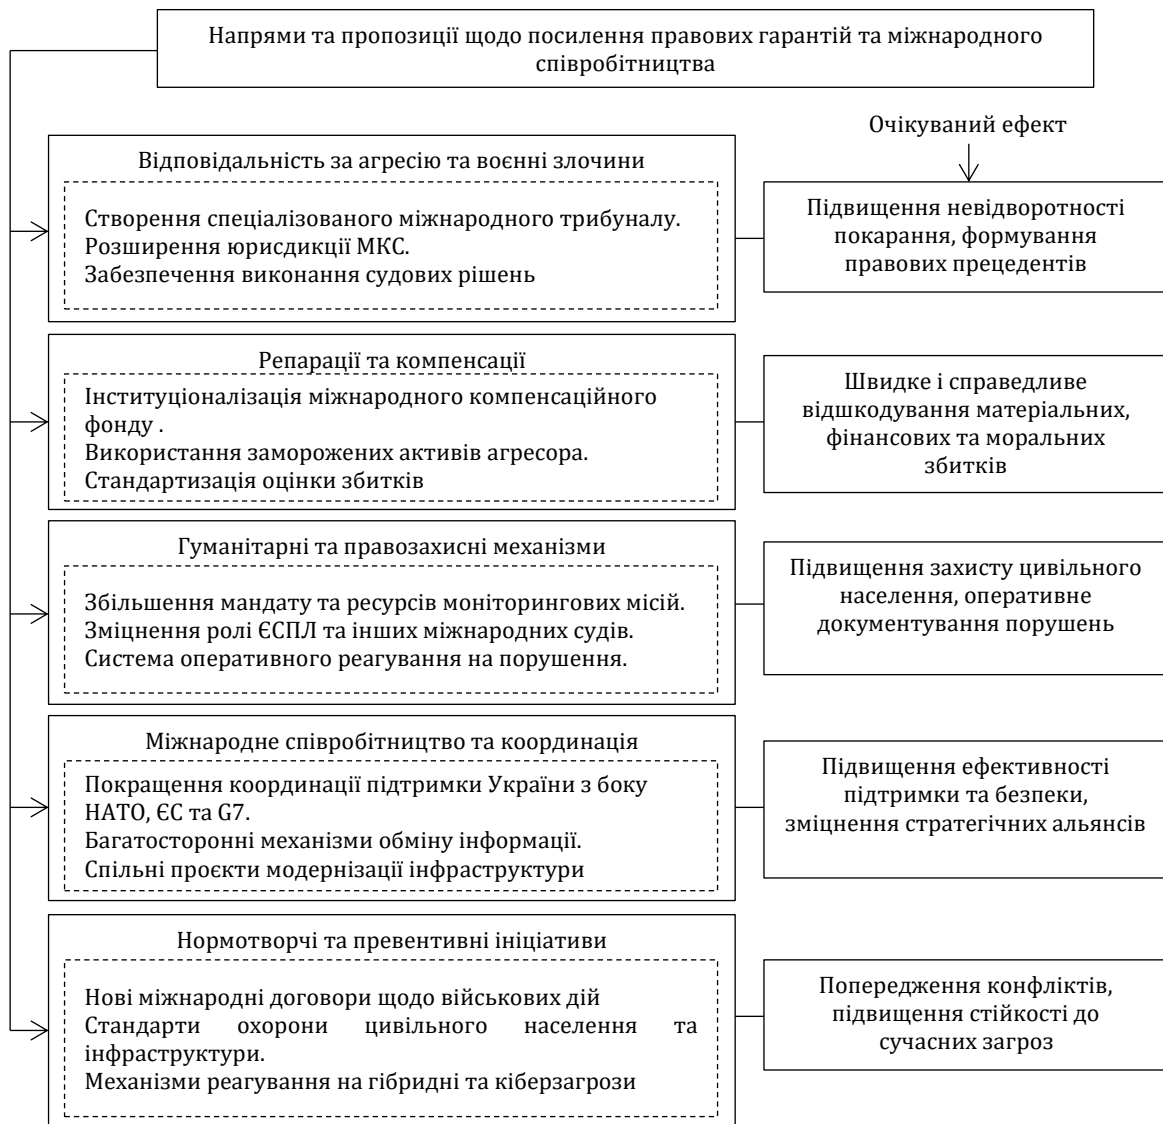 Напрями та пропозиції щодо посилення правових гарантій та міжнародного
співробітництва
Очікуваний ефект
Відповідальність за агресію та воєнні злочини
Створення спеціалізованого міжнародного трибуналу.
Розширення юрисдикції МКС.
Забезпечення виконання судових рішень
Підвищення невідворотності
покарання, формування
правових прецедентів
Репарації та компенсації
Інституціоналізація міжнародного компенсаційного
фонду .
Використання заморожених активів агресора.
Стандартизація оцінки збитків
Швидке і справедливе
відшкодування матеріальних,
фінансових та моральних
збитків
Гуманітарні та правозахисні механізми
Збільшення мандату та ресурсів моніторингових місій.
Зміцнення ролі ЄСПЛ та інших міжнародних судів.
Система оперативного реагування на порушення.
Підвищення захисту цивільного
населення, оперативне
документування порушень
Міжнародне співробітництво та координація
Покращення координації підтримки України з боку
НАТО, ЄС та G7.
Багатосторонні механізми обміну інформації.
Спільні проєкти модернізації інфраструктури
Підвищення ефективності
підтримки та безпеки,
зміцнення стратегічних альянсів
Нормотворчі та превентивні ініціативи
Нові міжнародні договори щодо військових дій
Стандарти охорони цивільного населення та
інфраструктури.
Механізми реагування на гібридні та кіберзагрози
Попередження конфліктів,
підвищення стійкості до
сучасних загроз